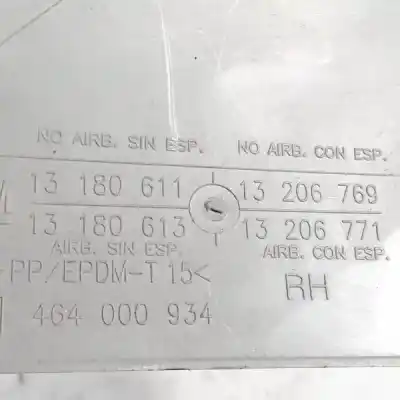 NO AIRB. SIN ESP. NO AIRB. CON ESP.
13 180 611 13 206 769
13 180 613 13 206 771
AIRB. SIN ESP. AIRB. CON ESP.
PP/EPDM-T 15< RH
464 000 934